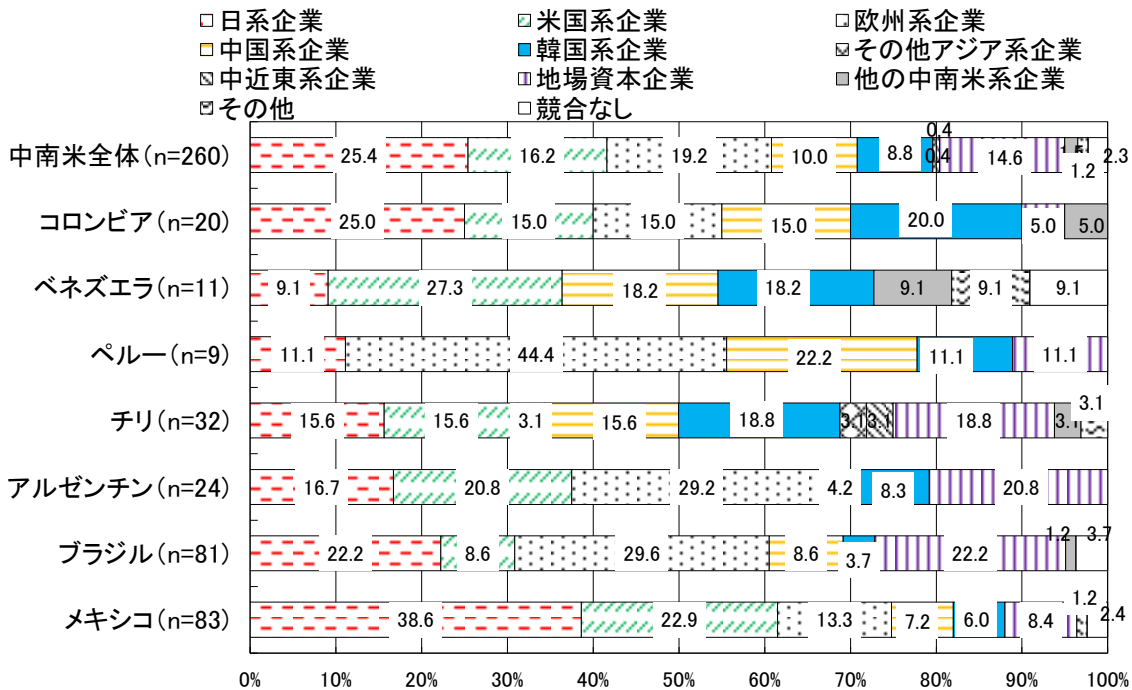 日系企業 米国系企業 欧州系企業
中国系企業 韓国系企業 その他アジア系企業
中近東系企業 地場資本企業 他の中南米系企業
その他 競合なし
中南米全体(n=260) 25.4 16.2 19.2 10.0 8.8 0.4 0.4 14.6 1.5 1.2 2.3
コロンビア(n=20) 25.0 15.0 15.0 15.0 20.0 5.0 5.0
ベネズエラ(n=11) 9.1 27.3 18.2 18.2 9.1 9.1 9.1
ペルー(n=9) 11.1 44.4 22.2 11.1 11.1
チリ(n=32) 15.6 15.6 3.1 15.6 18.8 3.1 3.1 18.8 3.1 3.1
アルゼンチン(n=24) 16.7 20.8 29.2 4.2 8.3 20.8
ブラジル(n=81) 22.2 8.6 29.6 8.6 3.7 22.2 1.2 3.7
メキシコ(n=83) 38.6 22.9 13.3 7.2 6.0 8.4 1.2 2.4
0% 10% 20% 30% 40% 50% 60% 70% 80% 90% 100%